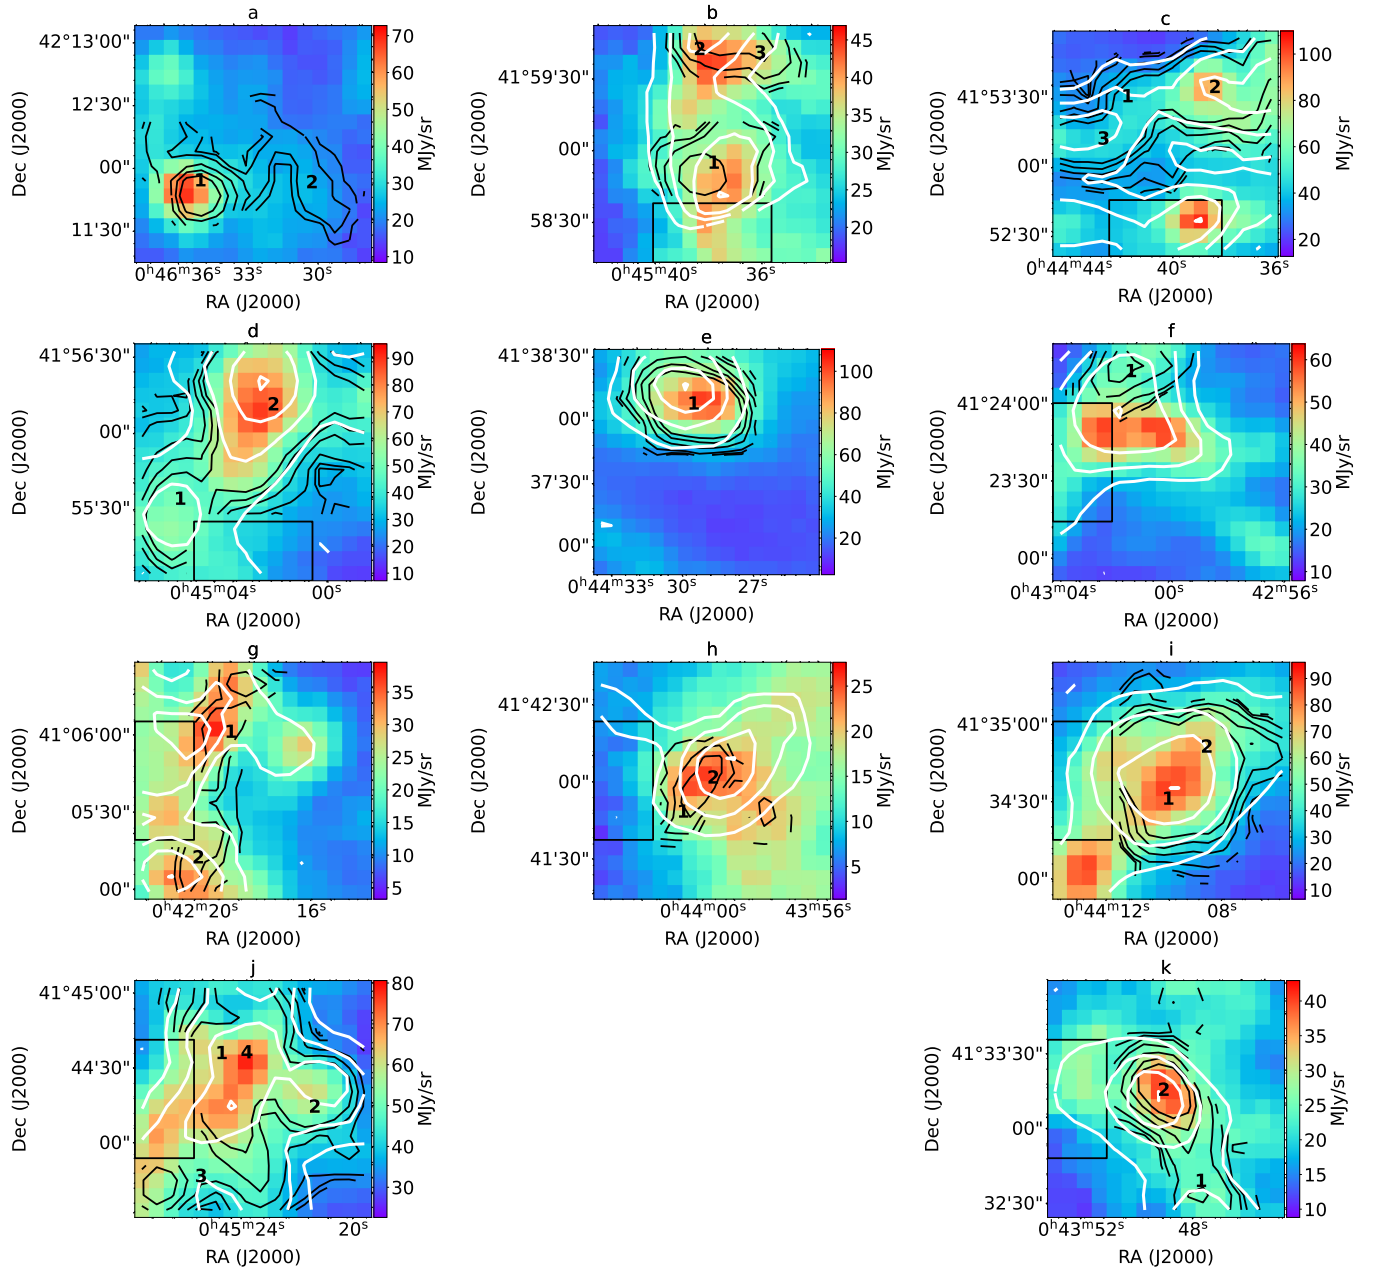 a
42°13'00"
12'30"
00"
11'30"
Dec (J2000)
0ʰ46ᵐ36ˢ 33ˢ 30ˢ
RA (J2000)
1 2
70
60
50
40
30
20
10
MJy/sr
b
41°59'30"
00"
58'30"
Dec (J2000)
0ʰ45ᵐ40ˢ 36ˢ
RA (J2000)
2 3
1
45
40
35
30
25
20
MJy/sr
c
41°53'30"
00"
52'30"
Dec (J2000)
0ʰ44ᵐ44ˢ 40ˢ 36ˢ
RA (J2000)
2
1
3
100
80
60
40
20
MJy/sr
d
41°56'30"
00"
55'30"
Dec (J2000)
0ʰ45ᵐ04ˢ 00ˢ
RA (J2000)
2
1
90
80
70
60
50
40
30
20
10
MJy/sr
e
41°38'30"
00"
37'30"
00"
Dec (J2000)
0ʰ44ᵐ33ˢ 30ˢ 27ˢ
RA (J2000)
1
100
80
60
40
20
MJy/sr
f
41°24'00"
23'30"
00"
Dec (J2000)
0ʰ43ᵐ04ˢ 00ˢ 42ᵐ56ˢ
RA (J2000)
1
60
50
40
30
20
10
MJy/sr
g
41°06'00"
05'30"
00"
Dec (J2000)
0ʰ42ᵐ20ˢ 16ˢ
RA (J2000)
1
2
35
30
25
20
15
10
5
MJy/sr
h
41°42'30"
00"
41'30"
Dec (J2000)
0ʰ44ᵐ00ˢ 43ᵐ56ˢ
RA (J2000)
2
1
25
20
15
10
5
MJy/sr
i
41°35'00"
34'30"
00"
Dec (J2000)
0ʰ44ᵐ12ˢ 08ˢ
RA (J2000)
2
1
90
80
70
60
50
40
30
20
10
MJy/sr
j
41°45'00"
44'30"
00"
Dec (J2000)
0ʰ45ᵐ24ˢ 20ˢ
RA (J2000)
1 4
2
3
80
70
60
50
40
30
MJy/sr
k
41°33'30"
00"
32'30"
Dec (J2000)
0ʰ43ᵐ52ˢ 48ˢ
RA (J2000)
2
1
40
35
30
25
20
15
10
MJy/sr